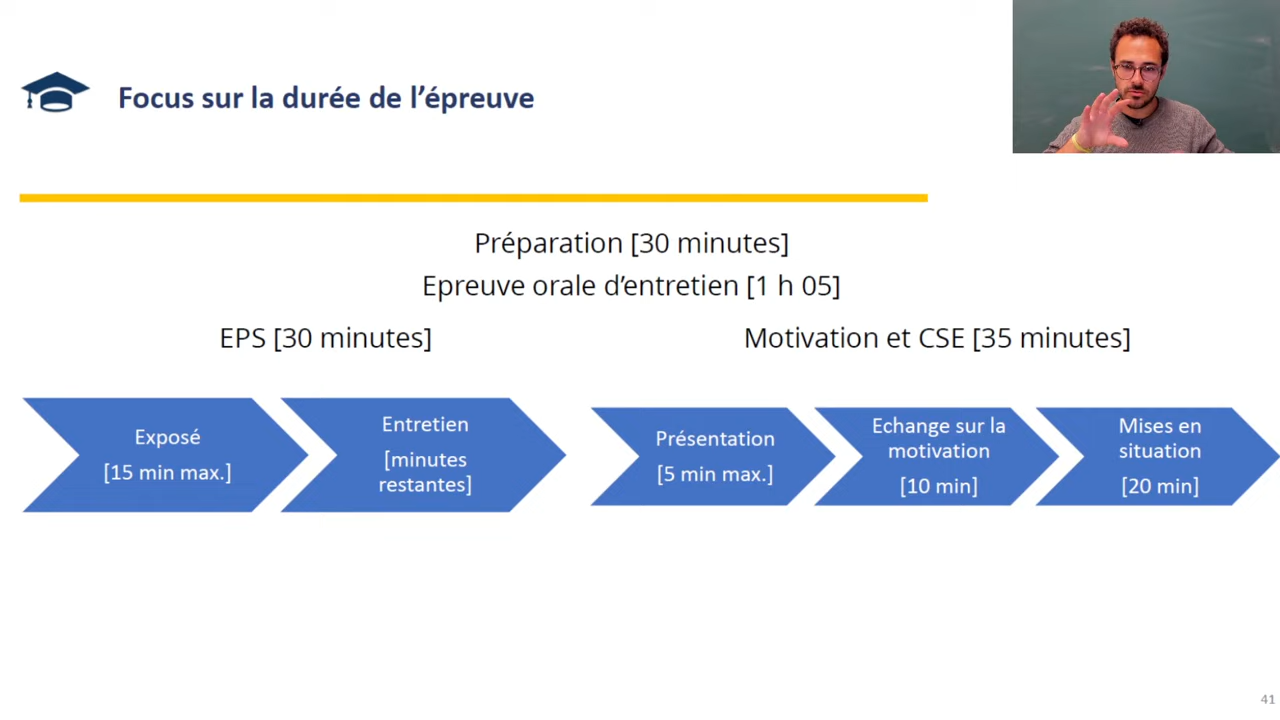 Focus sur la durée de l’épreuve
Préparation [30 minutes]
Epreuve orale d’entretien [1 h 05]
EPS [30 minutes]
Motivation et CSE [35 minutes]
Exposé
[15 min max.]
Entretien
[minutes
restantes]
Présentation
[5 min max.]
Echange sur la
motivation
[10 min]
Mises en
situation
[20 min]
41